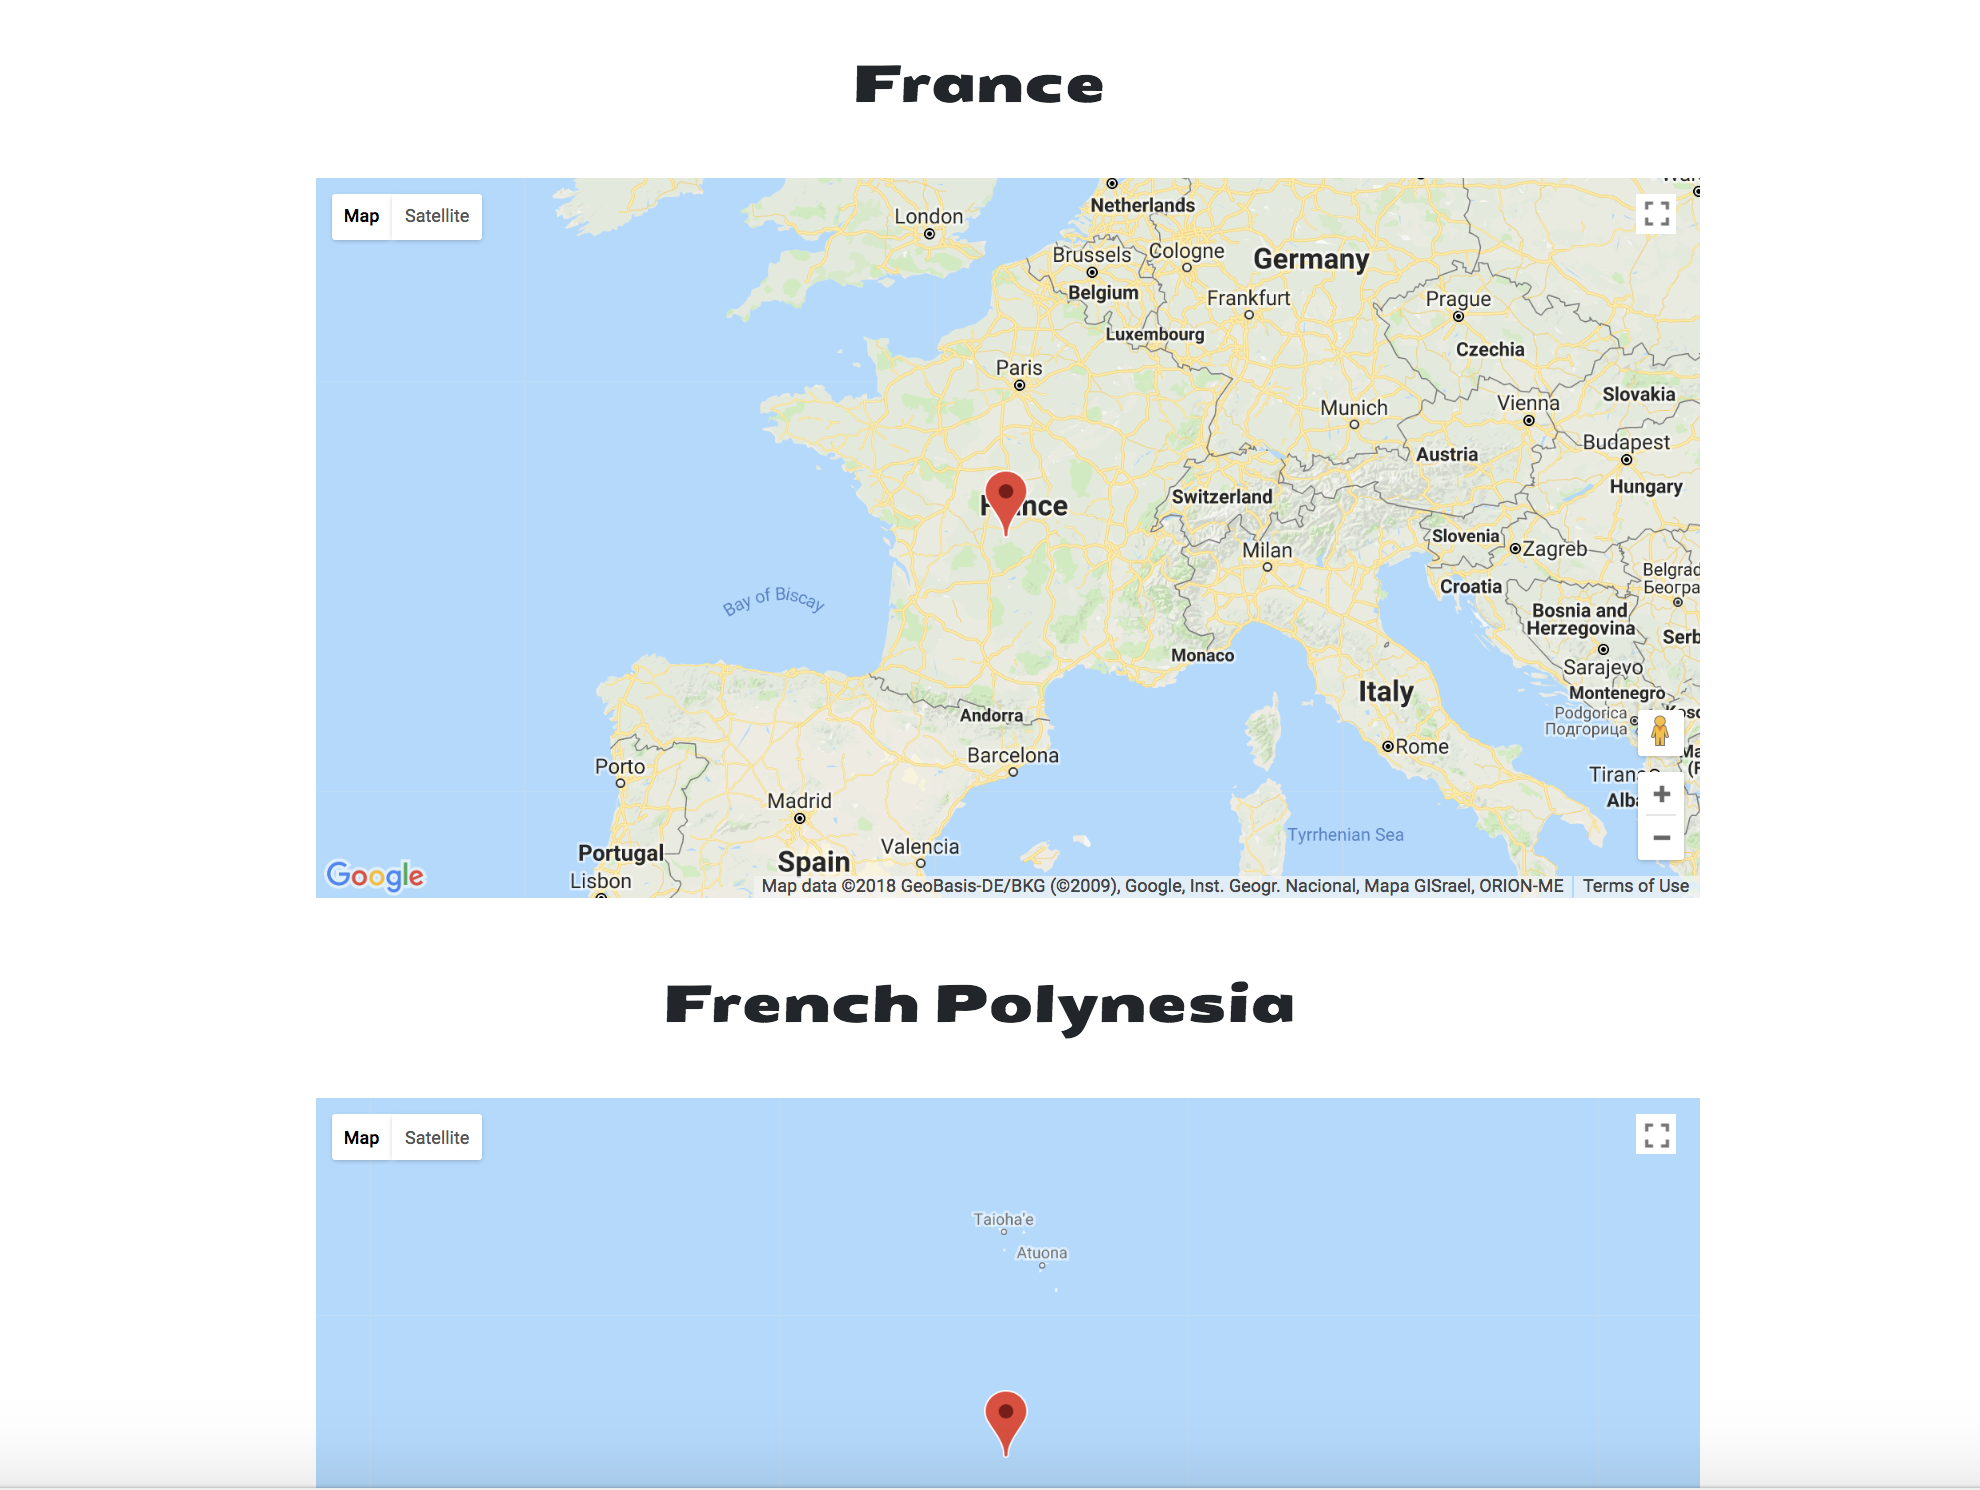 France
Map Satellite
London
Netherlands
Brussels
Cologne
Germany
Belgium
Frankfurt
Prague
Luxembourg
Czechia
Paris
Slovakia
Munich
Vienna
Budapest
Austria
Hungary
Switzerland
Slovenia
Zagreb
Milan
Croatia
Belgrad
Београ
Bay of Biscay
Bosnia and
Herzegovina
Serb
Monaco
Sarajevo
Italy
Montenegro
Andorra
Podgorica
Подгорица
Kosc
Rome
Barcelona
Porto
Tirana
Madrid
Alba
Tyrrhenian Sea
Valencia
Portugal
Spain
Lisbon
Google
Map data ©2018 GeoBasis-DE/BKG (©2009), Google, Inst. Geogr. Nacional, Mapa GISrael, ORION-ME Terms of Use
French Polynesia
Map Satellite
Taioha'e
Atuona